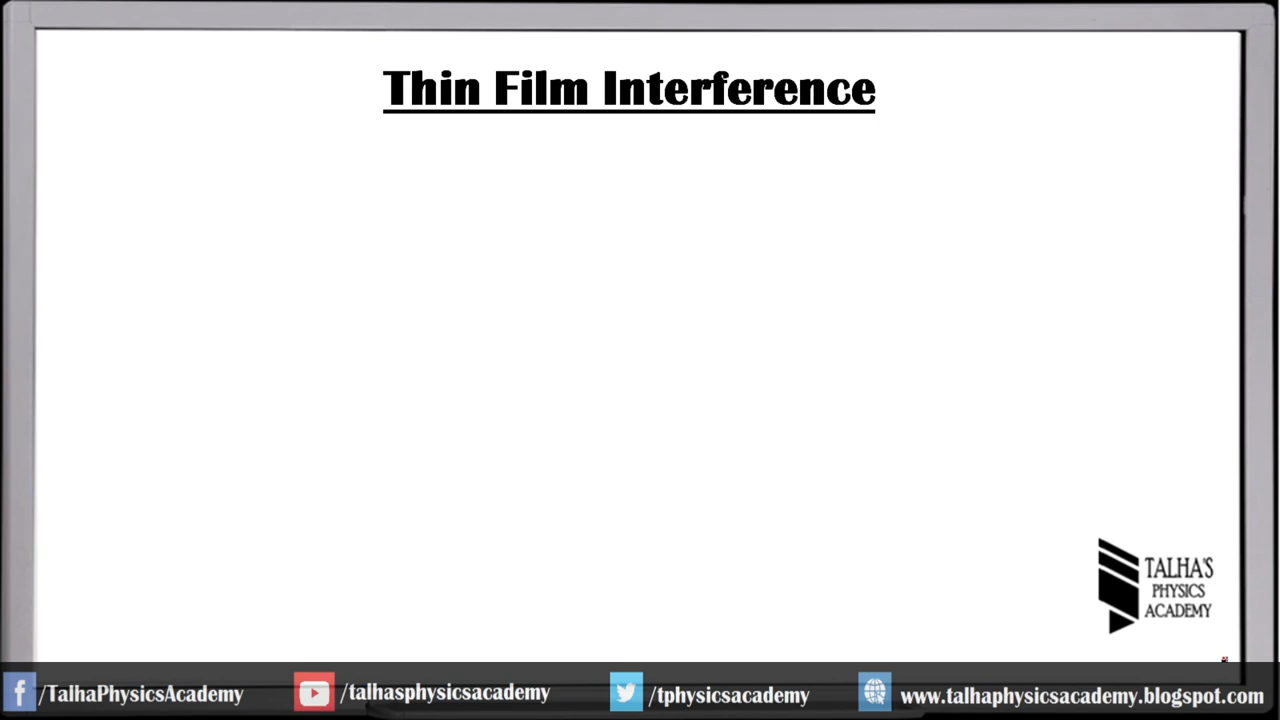 Thin Film Interference
TALHA'S
PHYSICS
ACADEMY
/TalhaPhysicsAcademy
/talhasphysicsacademy
/tphysicsacademy
www.talhaphysicsacademy.blogspot.com